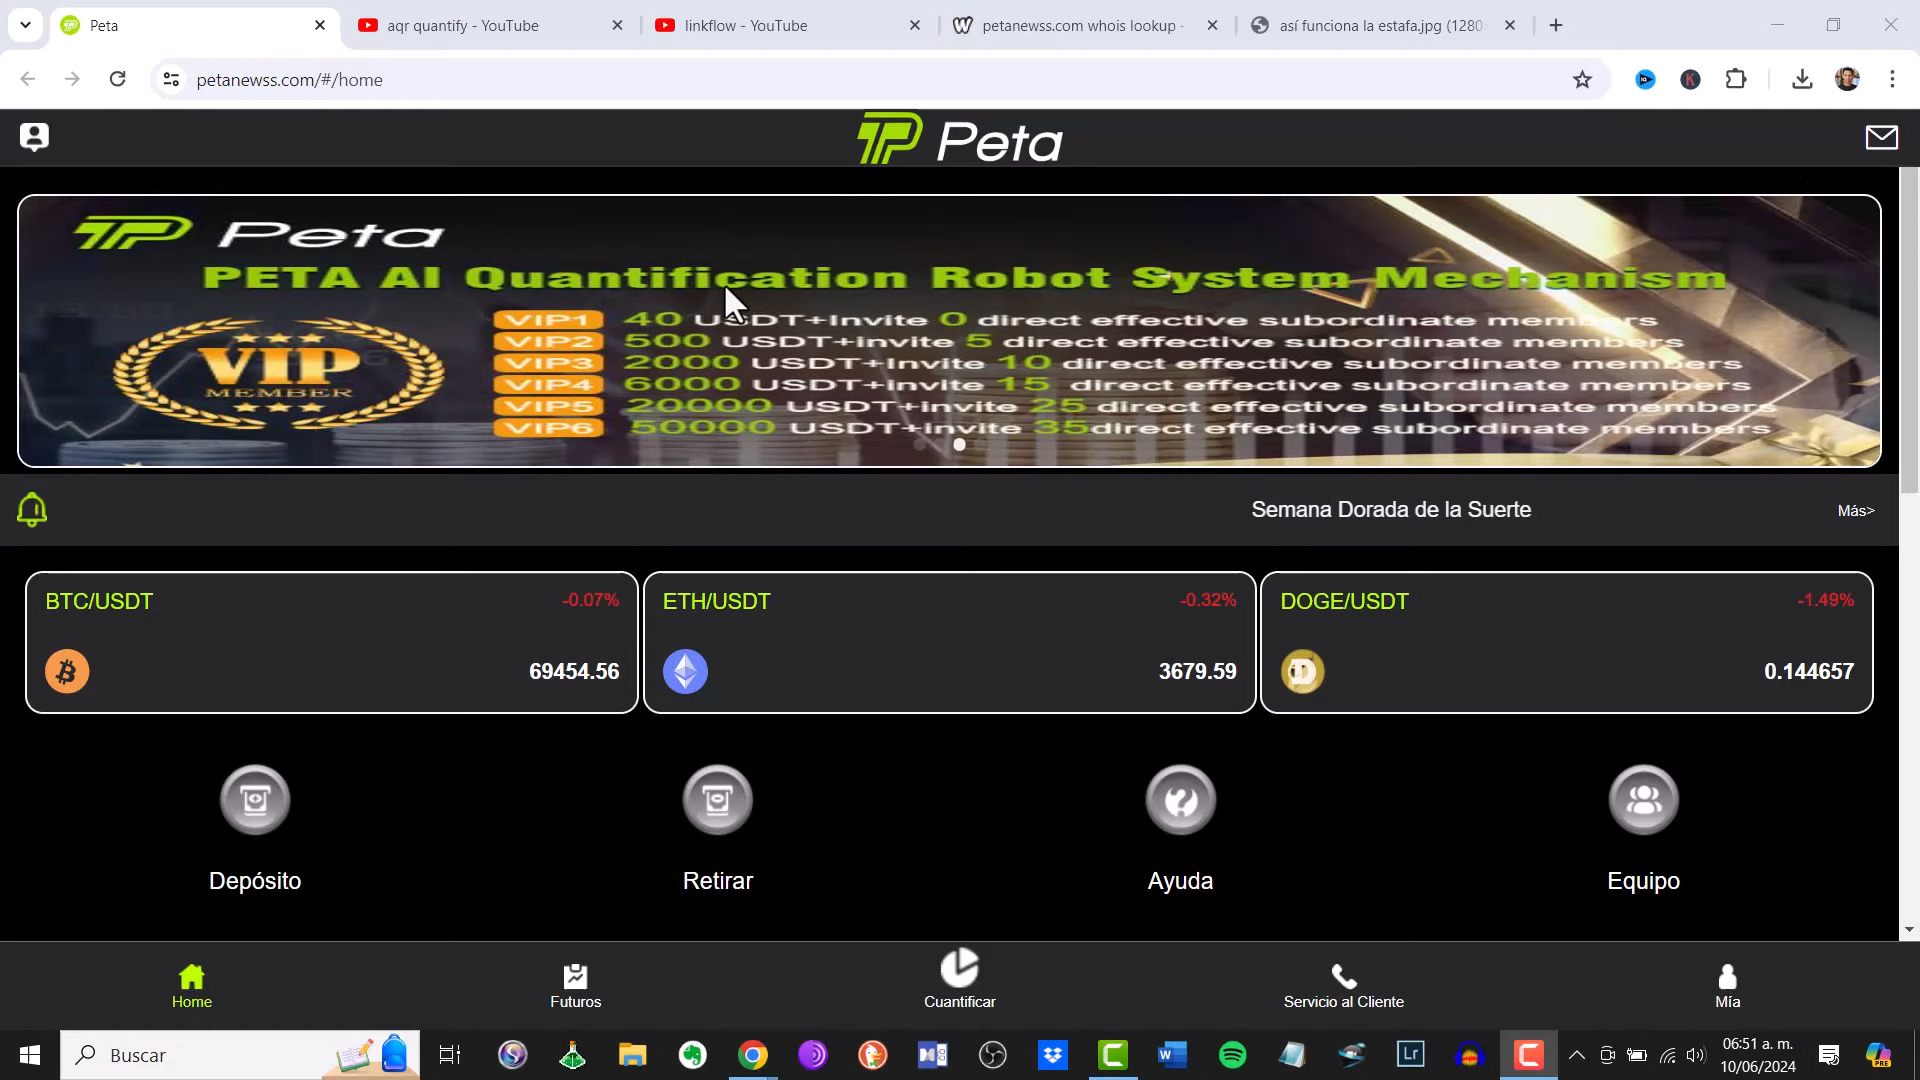 Peta
aqr quantify - YouTube
linkflow - YouTube
petanewss.com whois lookup -
así funciona la estafa.jpg (1280
petanewss.com/#/home
Peta
Peta
PETA AI Quantification Robot System Mechanism
VIP MEMBER
VIP1 40 USDT+Invite 0 direct effective subordinate members
VIP2 500 USDT+invite 5 direct effective subordinate members
VIP3 2000 USDT+invite 10 direct effective subordinate members
VIP4 6000 USDT+invite 15 direct effective subordinate members
VIP5 20000 USDT+invite 25 direct effective subordinate members
VIP6 50000 USDT+invite 35direct effective subordinate members
Semana Dorada de la Suerte
Más>
BTC/USDT -0.07%
69454.56
ETH/USDT -0.32%
3679.59
DOGE/USDT -1.49%
0.144657
Depósito
Retirar
Ayuda
Equipo
Home
Futuros
Cuantificar
Servicio al Cliente
Mía
Buscar
Lr
06:51 a. m.
10/06/2024